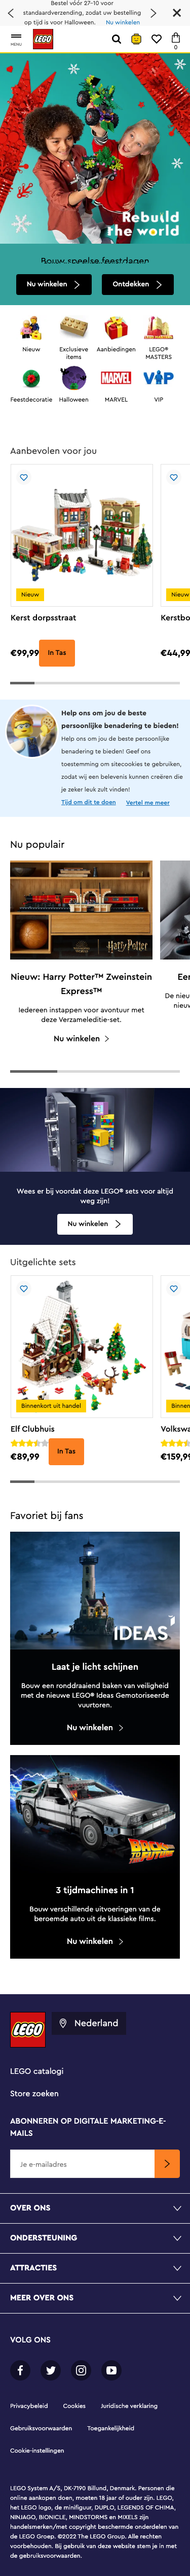 Bestel vóór 27-10 voor
standaardverzending, zodat uw bestelling
op tijd is voor Halloween. Nu winkelen
MENU
LEGO
0
Rebuild
the world
Bouw speelse feestdagen
Nu winkelen
Ontdekken
Nieuw
Exclusieve
items
Aanbiedingen
LEGO®
MASTERS
Feestdecoratie
Halloween
MARVEL
MARVEL
VIP
VIP
Aanbevolen voor jou
Nieuw
Nieuw
Kerst dorpsstraat
Kerstbo
€99,99
In Tas
€44,99
Help ons om jou de beste
persoonlijke benadering te bieden!
Help ons om jou de beste persoonlijke
benadering te bieden! Geef ons
toestemming om sitecookies te gebruiken,
zodat wij een belevenis kunnen creëren die
je zeker leuk zult vinden!
Tijd om dit te doen
Vertel me meer
Nu populair
Harry Potter
Nieuw: Harry Potter™ Zweinstein
Express™
Iedereen instappen voor avontuur met
deze Verzameleditie-set.
Nu winkelen
Een
De nieu
nieuw
Wees er bij voordat deze LEGO® sets voor altijd
weg zijn!
Nu winkelen
Uitgelichte sets
Binnenkort uit handel
Binnen
Elf Clubhuis
Volkswa
€89,99
In Tas
€159,99
Favoriet bij fans
IDEAS
Laat je licht schijnen
Bouw een ronddraaiend baken van veiligheid
met de nieuwe LEGO® Ideas Gemotoriseerde
vuurtoren.
Nu winkelen
BACK TO THE FUTURE
3 tijdmachines in 1
Bouw verschillende uitvoeringen van de
beroemde auto uit de klassieke films.
Nu winkelen
LEGO
Nederland
LEGO catalogi
Store zoeken
ABONNEREN OP DIGITALE MARKETING-E-
MAILS
Je e-mailadres
OVER ONS
ONDERSTEUNING
ATTRACTIES
MEER OVER ONS
VOLG ONS
Privacybeleid
Cookies
Juridische verklaring
Gebruiksvoorwaarden
Toegankelijkheid
Cookie-instellingen
LEGO System A/S, DK-7190 Billund, Denmark. Personen die
online aankopen doen, moeten 18 jaar of ouder zijn. LEGO,
het LEGO logo, de minifiguur, DUPLO, LEGENDS OF CHIMA,
NINJAGO, BIONICLE, MINDSTORMS en MIXELS zijn
handelsmerken/met copyright beschermde onderdelen van
de LEGO Groep. ©2022 The LEGO Group. Alle rechten
voorbehouden. Bij gebruik van deze website stem je in met
de gebruiksvoorwaarden.